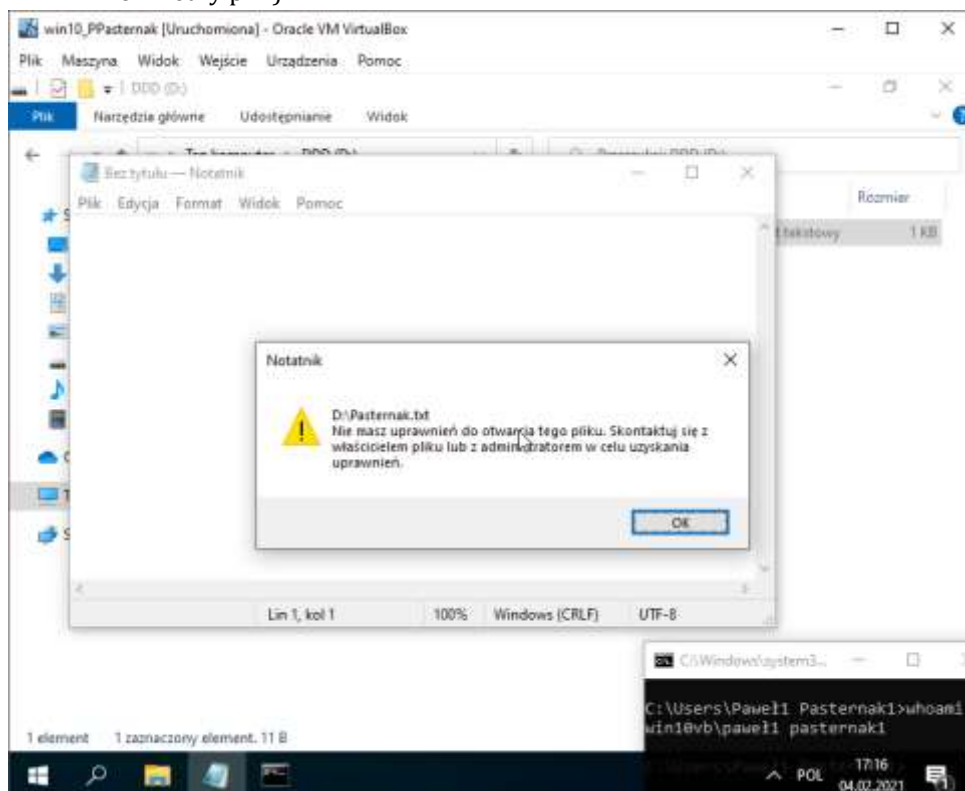 win10_PPasternak [Uruchomiona] - Oracle VM VirtualBox
Plik Maszyna Widok Wejście Urządzenia Pomoc
DDD (D:)
Plik Narzędzia główne Udostępnianie Widok
Bez tytułu — Notatnik
Plik Edycja Format Widok Pomoc
Rozmiar
tekstowy 1 KB
Notatnik
D:\Pasternak.txt
Nie masz uprawnień do otwarcia tego pliku. Skontaktuj się z
właścicielem pliku lub z administratorem w celu uzyskania
uprawnień.
OK
Lin 1, kol 1 100% Windows (CRLF) UTF-8
C:\Windows\system3...
C:\Users\Paweł1 Pasternak1>whoami
win10vb\paweł1 pasternak1
1 element 1 zaznaczony element. 11 B
POL 17:16
04.02.2021